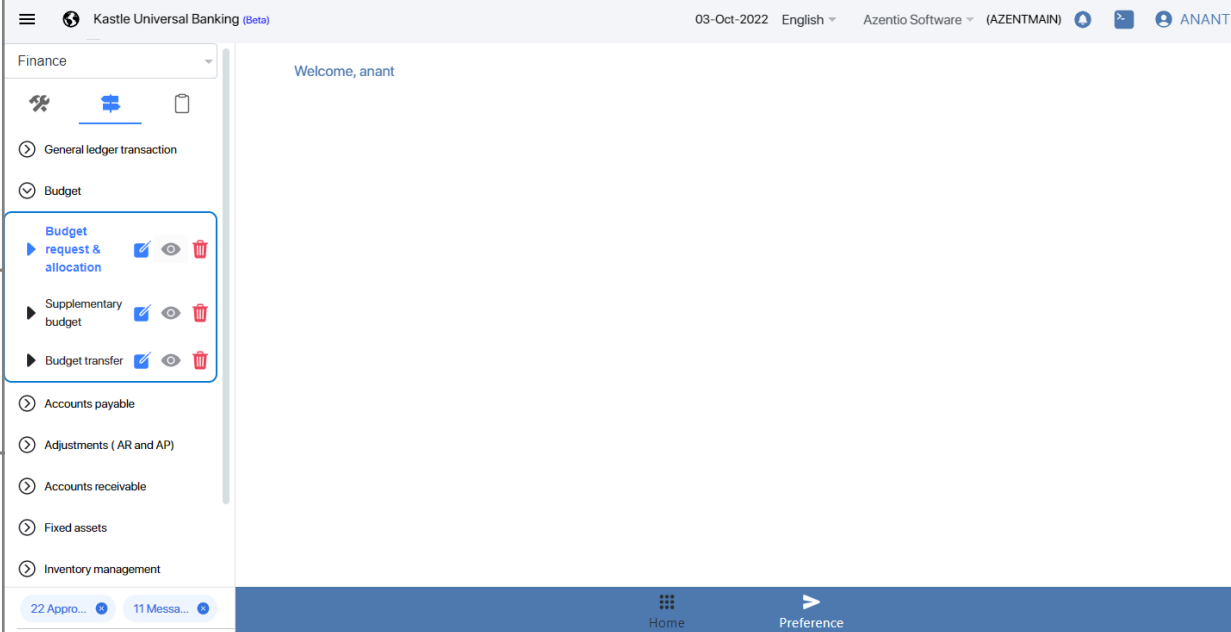 Kastle Universal Banking (Beta)
03-Oct-2022 English Azentio Software (AZENTMAIN) ANANT
Finance
Welcome, anant
General ledger transaction
Budget
Budget
request &
allocation
Supplementary
budget
Budget transfer
Accounts payable
Adjustments ( AR and AP)
Accounts receivable
Fixed assets
Inventory management
22 Appro... 11 Messa...
Home Preference